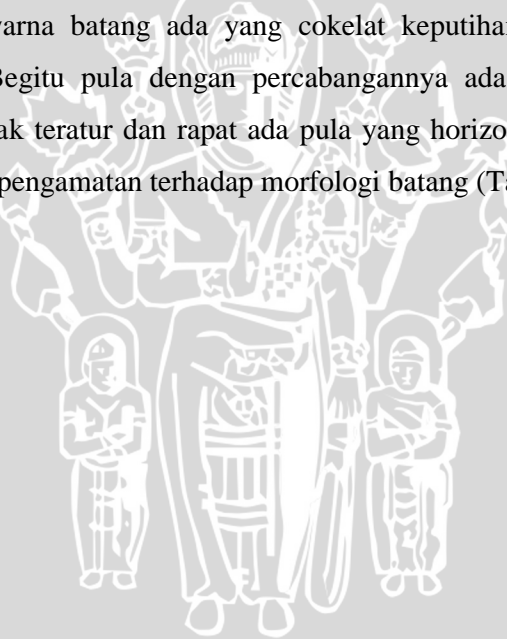 warna batang ada yang cokelat keputihan
Begitu pula dengan percabangannya ada
ak teratur dan rapat ada pula yang horizo
pengamatan terhadap morfologi batang (Ta